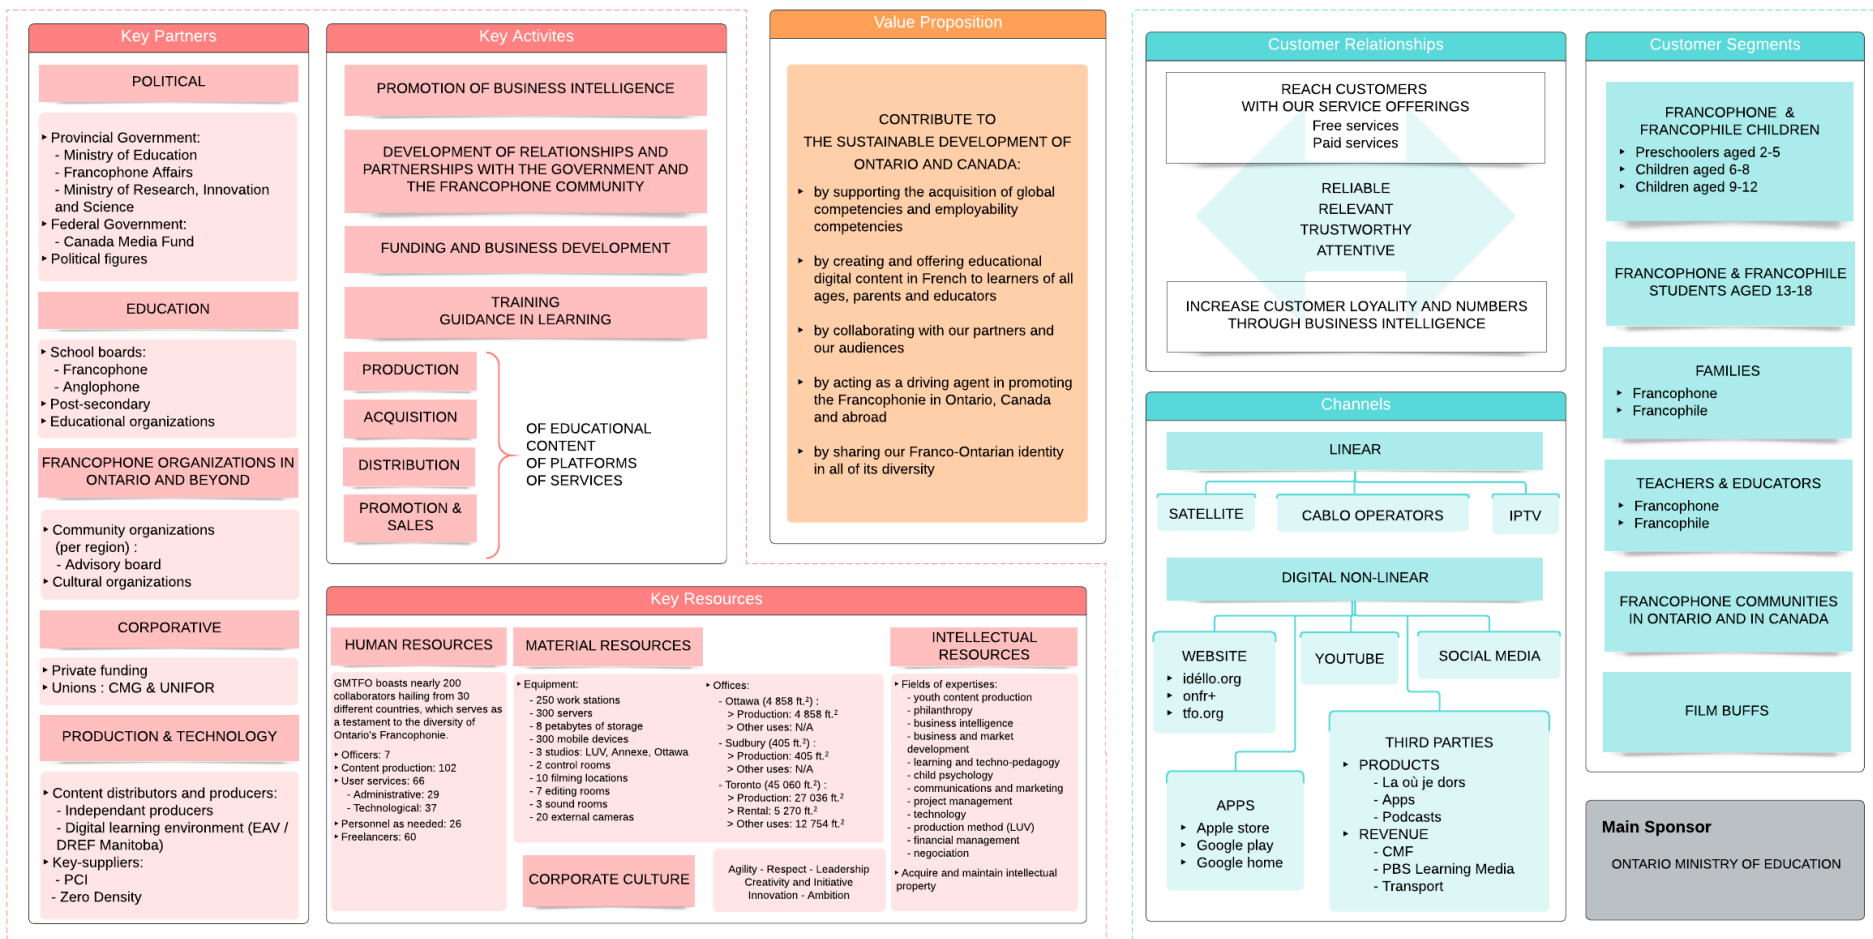 Key Partners
POLITICAL
‣ Provincial Government:
- Ministry of Education
- Francophone Affairs
- Ministry of Research, Innovation
and Science
‣ Federal Government:
- Canada Media Fund
‣ Political figures
EDUCATION
‣ School boards:
- Francophone
- Anglophone
‣ Post-secondary
‣ Educational organizations
FRANCOPHONE ORGANIZATIONS IN
ONTARIO AND BEYOND
‣ Community organizations
(per region) :
- Advisory board
‣ Cultural organizations
CORPORATIVE
‣ Private funding
‣ Unions : CMG & UNIFOR
PRODUCTION & TECHNOLOGY
‣ Content distributors and producers:
- Independant producers
- Digital learning environment (EAV /
DREF Manitoba)
‣ Key-suppliers:
- PCI
- Zero Density
Key Activites
PROMOTION OF BUSINESS INTELLIGENCE
DEVELOPMENT OF RELATIONSHIPS AND
PARTNERSHIPS WITH THE GOVERNMENT AND
THE FRANCOPHONE COMMUNITY
FUNDING AND BUSINESS DEVELOPMENT
TRAINING
GUIDANCE IN LEARNING
PRODUCTION
ACQUISITION
DISTRIBUTION
PROMOTION &
SALES
OF EDUCATIONAL
CONTENT
OF PLATFORMS
OF SERVICES
Key Resources
HUMAN RESOURCES
GMTFO boasts nearly 200
collaborators hailing from 30
different countries, which serves as
a testament to the diversity of
Ontario's Francophonie.
‣ Officers: 7
‣ Content production: 102
‣ User services: 66
- Administrative: 29
- Technological: 37
‣ Personnel as needed: 26
‣ Freelancers: 60
MATERIAL RESOURCES
‣ Equipment:
- 250 work stations
- 300 servers
- 8 petabytes of storage
- 300 mobile devices
- 3 studios: LUV, Annexe, Ottawa
- 2 control rooms
- 10 filming locations
- 7 editing rooms
- 3 sound rooms
- 20 external cameras
‣ Offices:
- Ottawa (4 858 ft.²) :
> Production: 4 858 ft.²
> Other uses: N/A
- Sudbury (405 ft.²) :
> Production: 405 ft.²
> Other uses: N/A
- Toronto (45 060 ft.²) :
> Production: 27 036 ft.²
> Rental: 5 270 ft.²
> Other uses: 12 754 ft.²
CORPORATE CULTURE
Agility - Respect - Leadership
Creativity and Initiative
Innovation - Ambition
INTELLECTUAL
RESOURCES
‣ Fields of expertises:
- youth content production
- philanthropy
- business intelligence
- business and market
development
- learning and techno-pedagogy
- child psychology
- communications and marketing
- project management
- technology
- production method (LUV)
- financial management
- negociation
‣ Acquire and maintain intellectual
property
Value Proposition
CONTRIBUTE TO
THE SUSTAINABLE DEVELOPMENT OF
ONTARIO AND CANADA:
‣ by supporting the acquisition of global
competencies and employability
competencies
‣ by creating and offering educational
digital content in French to learners of all
ages, parents and educators
‣ by collaborating with our partners and
our audiences
‣ by acting as a driving agent in promoting
the Francophonie in Ontario, Canada
and abroad
‣ by sharing our Franco-Ontarian identity
in all of its diversity
Customer Relationships
REACH CUSTOMERS
WITH OUR SERVICE OFFERINGS
Free services
Paid services
RELIABLE
RELEVANT
TRUSTWORTHY
ATTENTIVE
INCREASE CUSTOMER LOYALITY AND NUMBERS
THROUGH BUSINESS INTELLIGENCE
Channels
LINEAR
SATELLITE
CABLO OPERATORS
IPTV
DIGITAL NON-LINEAR
WEBSITE
‣ idéllo.org
‣ onfr+
‣ tfo.org
YOUTUBE
SOCIAL MEDIA
APPS
‣ Apple store
‣ Google play
‣ Google home
THIRD PARTIES
‣ PRODUCTS
- La où je dors
- Apps
- Podcasts
‣ REVENUE
- CMF
- PBS Learning Media
- Transport
Customer Segments
FRANCOPHONE &
FRANCOPHILE CHILDREN
‣ Preschoolers aged 2-5
‣ Children aged 6-8
‣ Children aged 9-12
FRANCOPHONE & FRANCOPHILE
STUDENTS AGED 13-18
FAMILIES
‣ Francophone
‣ Francophile
TEACHERS & EDUCATORS
‣ Francophone
‣ Francophile
FRANCOPHONE COMMUNITIES
IN ONTARIO AND IN CANADA
FILM BUFFS
Main Sponsor
ONTARIO MINISTRY OF EDUCATION